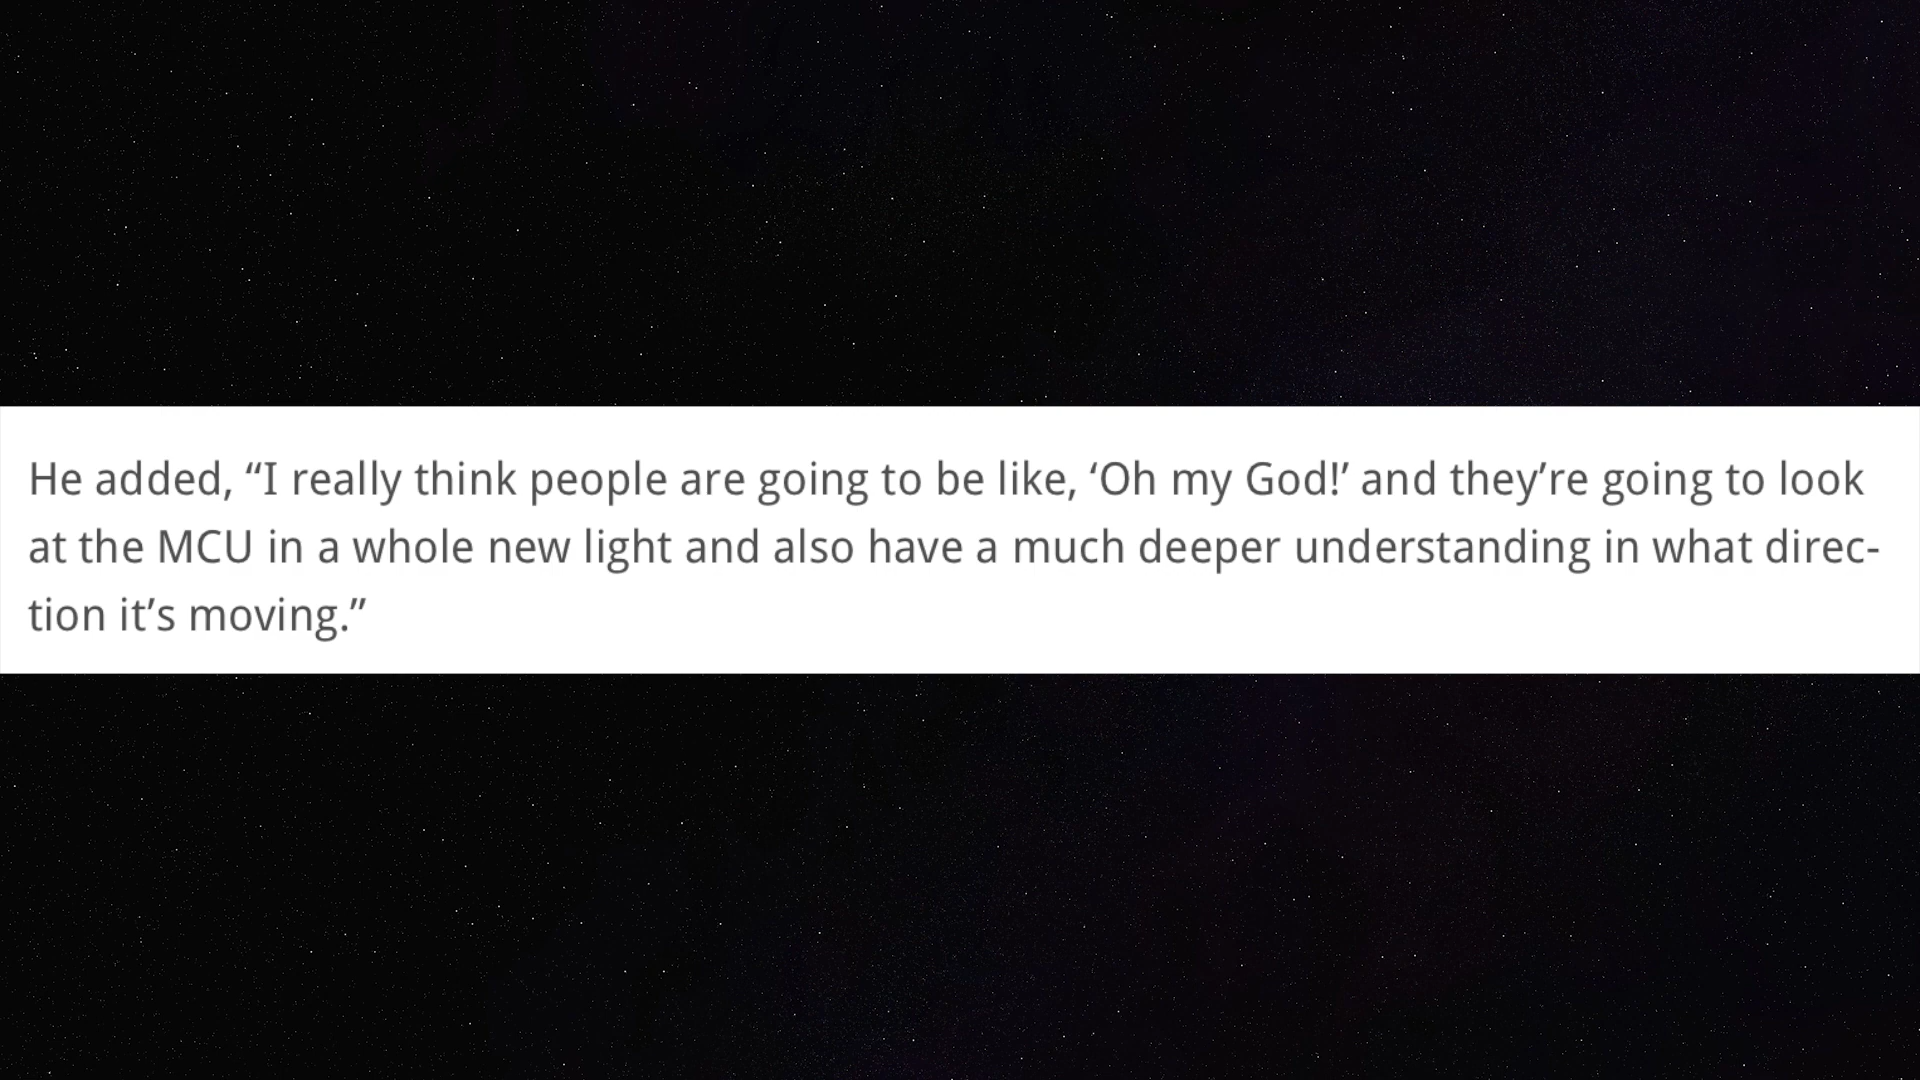 He added, “I really think people are going to be like, ‘Oh my God!’ and they’re going to look
at the MCU in a whole new light and also have a much deeper understanding in what direc-
tion it’s moving.”